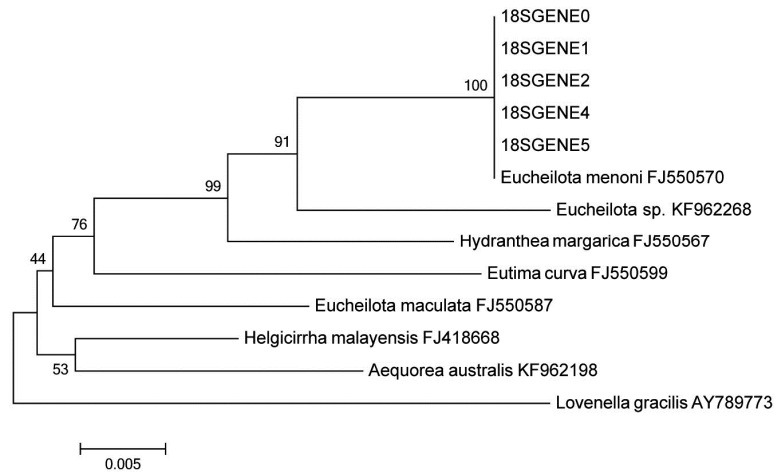 18SGENE0
18SGENE1
18SGENE2
100
18SGENE4
18SGENE5
91
Eucheilota menoni FJ550570
99
Eucheilota sp. KF962268
76
Hydranthea margarica FJ550567
44
Eutima curva FJ550599
Eucheilota maculata FJ550587
Helgicirrha malayensis FJ418668
53
Aequorea australis KF962198
Lovenella gracilis AY789773
0.005